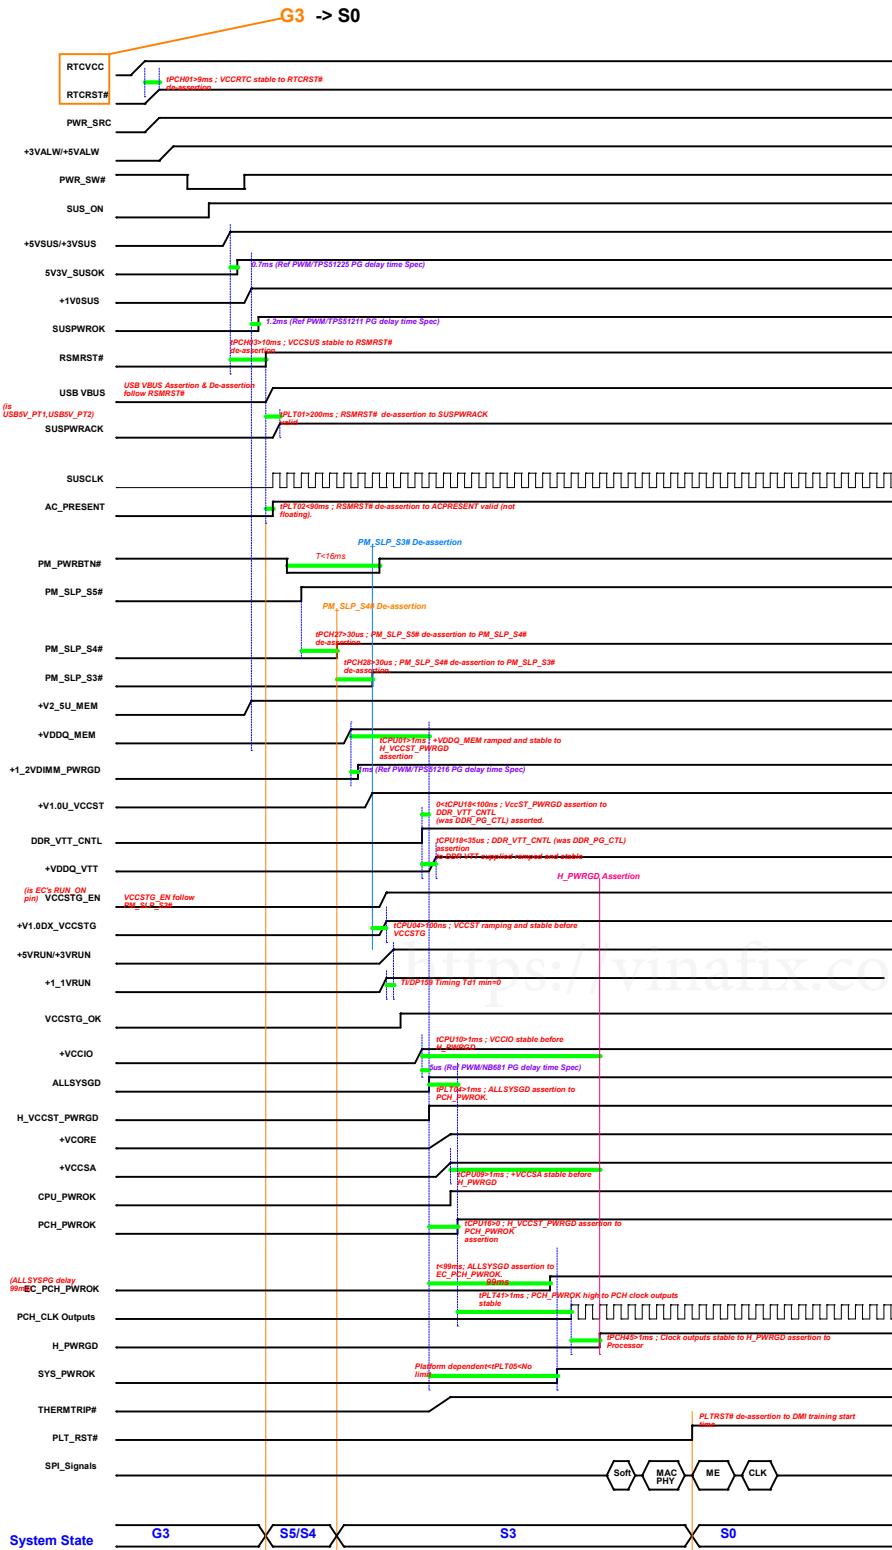 G3 -> S0
RTCVCC
tPCH01>9ms ; VCCRTC stable to RTCRST#
de-assertion
RTCRST#
PWR_SRC
+3VALW/+5VALW
PWR_SW#
SUS_ON
+5VSUS/+3VSUS
0.7ms (Ref PWM/TPS51225 PG delay time Spec)
5V3V_SUSOK
+1V0SUS
1.2ms (Ref PWM/TPS51211 PG delay time Spec)
SUSPWROK
tPCH03>10ms ; VCCSUS stable to RSMRST#
de-assertion
RSMRST#
USB VBUS
USB VBUS Assertion & De-assertion
follow RSMRST#
(is
USB5V_PT1,USB5V_PT2)
tPLT01>200ms ; RSMRST# de-assertion to SUSPWRACK
valid
SUSPWRACK
SUSCLK
AC_PRESENT
tPLT02<90ms ; RSMRST# de-assertion to ACPRESENT valid (not
floating).
PM_SLP_S3# De-assertion
T<16ms
PM_PWRBTN#
PM_SLP_S5#
PM_SLP_S4# De-assertion
tPCH27>30us ; PM_SLP_S5# de-assertion to PM_SLP_S4#
de-assertion
PM_SLP_S4#
tPCH28>30us ; PM_SLP_S4# de-assertion to PM_SLP_S3#
de-assertion
PM_SLP_S3#
+V2_5U_MEM
+VDDQ_MEM
tCPU01>1ms ; +VDDQ_MEM ramped and stable to
H_VCCST_PWRGD
assertion
+1_2VDIMM_PWRGD
1ms (Ref PWM/TPS51216 PG delay time Spec)
+V1.0U_VCCST
0<tCPU18<100ns ; VccST_PWRGD assertion to
DDR_VTT_CNTL
(was DDR_PG_CTL) asserted.
DDR_VTT_CNTL
tCPU18<35us ; DDR_VTT_CNTL (was DDR_PG_CTL)
assertion
to DDR VTT supplied ramped and stable
+VDDQ_VTT
H_PWRGD Assertion
(is EC's RUN_ON
pin)
VCCSTG_EN
VCCSTG_EN follow
PM_SLP_S3#
+V1.0DX_VCCSTG
tCPU04>100ns ; VCCST ramping and stable before
VCCSTG
+5VRUN/+3VRUN
https://vinafix.co
+1_1VRUN
TI/DP159 Timing Td1 min=0
VCCSTG_OK
+VCCIO
tCPU10>1ms ; VCCIO stable before
H_PWRGD
5us (Ref PWM/NB681 PG delay time Spec)
ALLSYSGD
tPLT04>1ms ; ALLSYSGD assertion to
PCH_PWROK.
H_VCCST_PWRGD
+VCORE
+VCCSA
tCPU09>1ms ; +VCCSA stable before
H_PWRGD
CPU_PWROK
PCH_PWROK
tCPU16>0 ; H_VCCST_PWRGD assertion to
PCH_PWROK
assertion
t<99ms; ALLSYSGD assertion to
EC_PCH_PWROK.
99ms
(ALLSYSPG delay
99ms)
EC_PCH_PWROK
tPLT41>1ms ; PCH_PWROK high to PCH clock outputs
stable
PCH_CLK Outputs
H_PWRGD
tPCH45>1ms ; Clock outputs stable to H_PWRGD assertion to
Processor
SYS_PWROK
Platform dependent<tPLT05<No
limit
THERMTRIP#
PLTRST# de-assertion to DMI training start
time.
PLT_RST#
SPI_Signals
Soft
MAC
PHY
ME
CLK
System State
G3
S5/S4
S3
S0